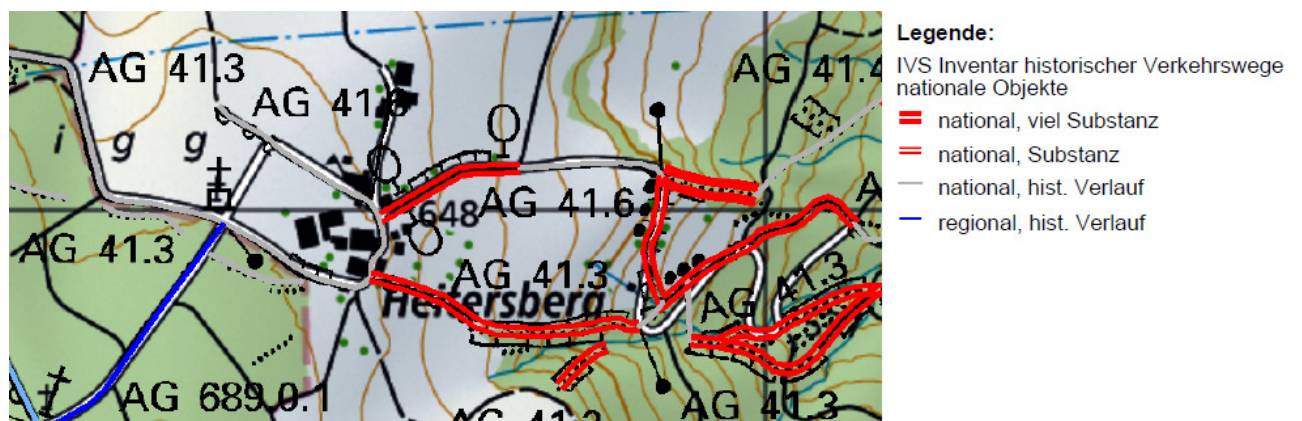 AG 41.3
AG 41.6
AG 41.4
i g g
648
AG 41.6
AG 41.3
AG 41.3
Heitersberg
AG 41.3
AG 689.0.1
AG 41.3
Legende:
IVS Inventar historischer Verkehrswege
nationale Objekte
national, viel Substanz
national, Substanz
national, hist. Verlauf
regional, hist. Verlauf